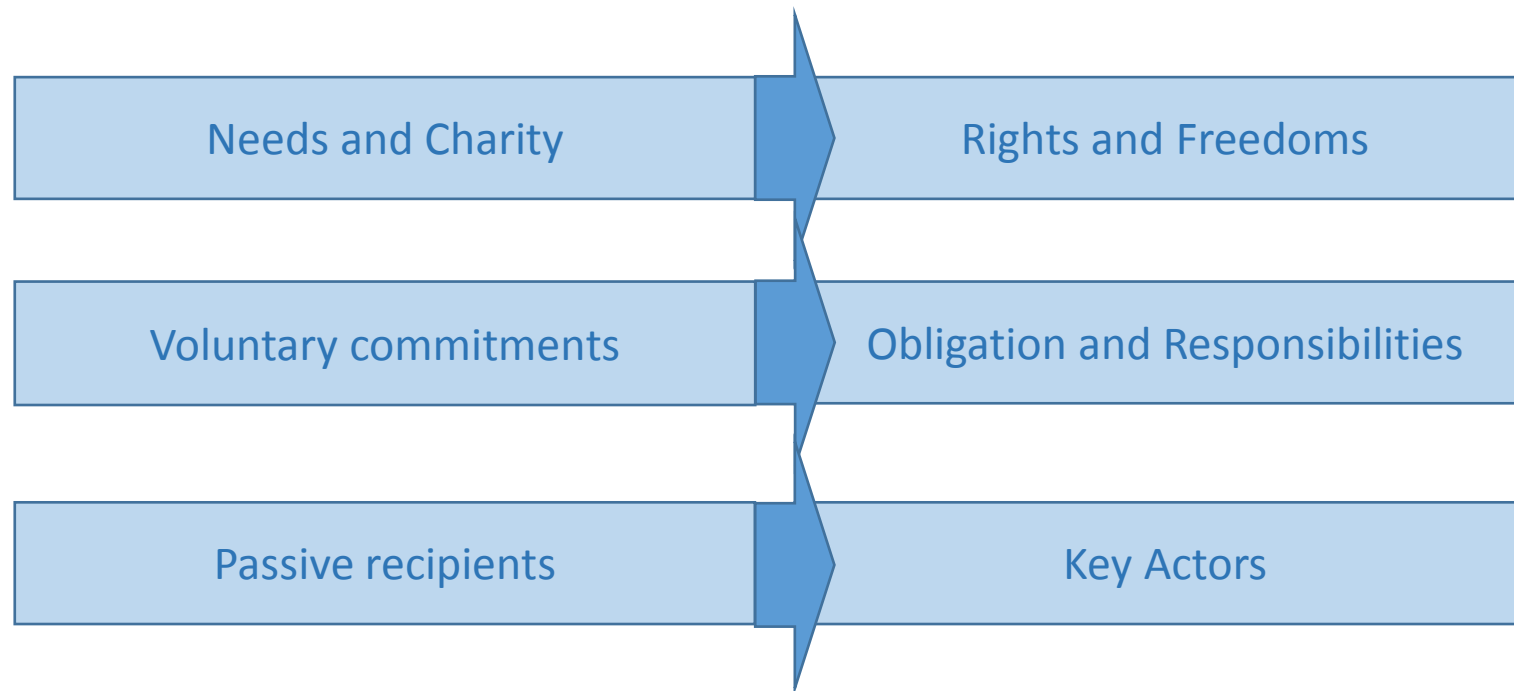 Needs and Charity
Rights and Freedoms
Voluntary commitments
Obligation and Responsibilities
Passive recipients
Key Actors